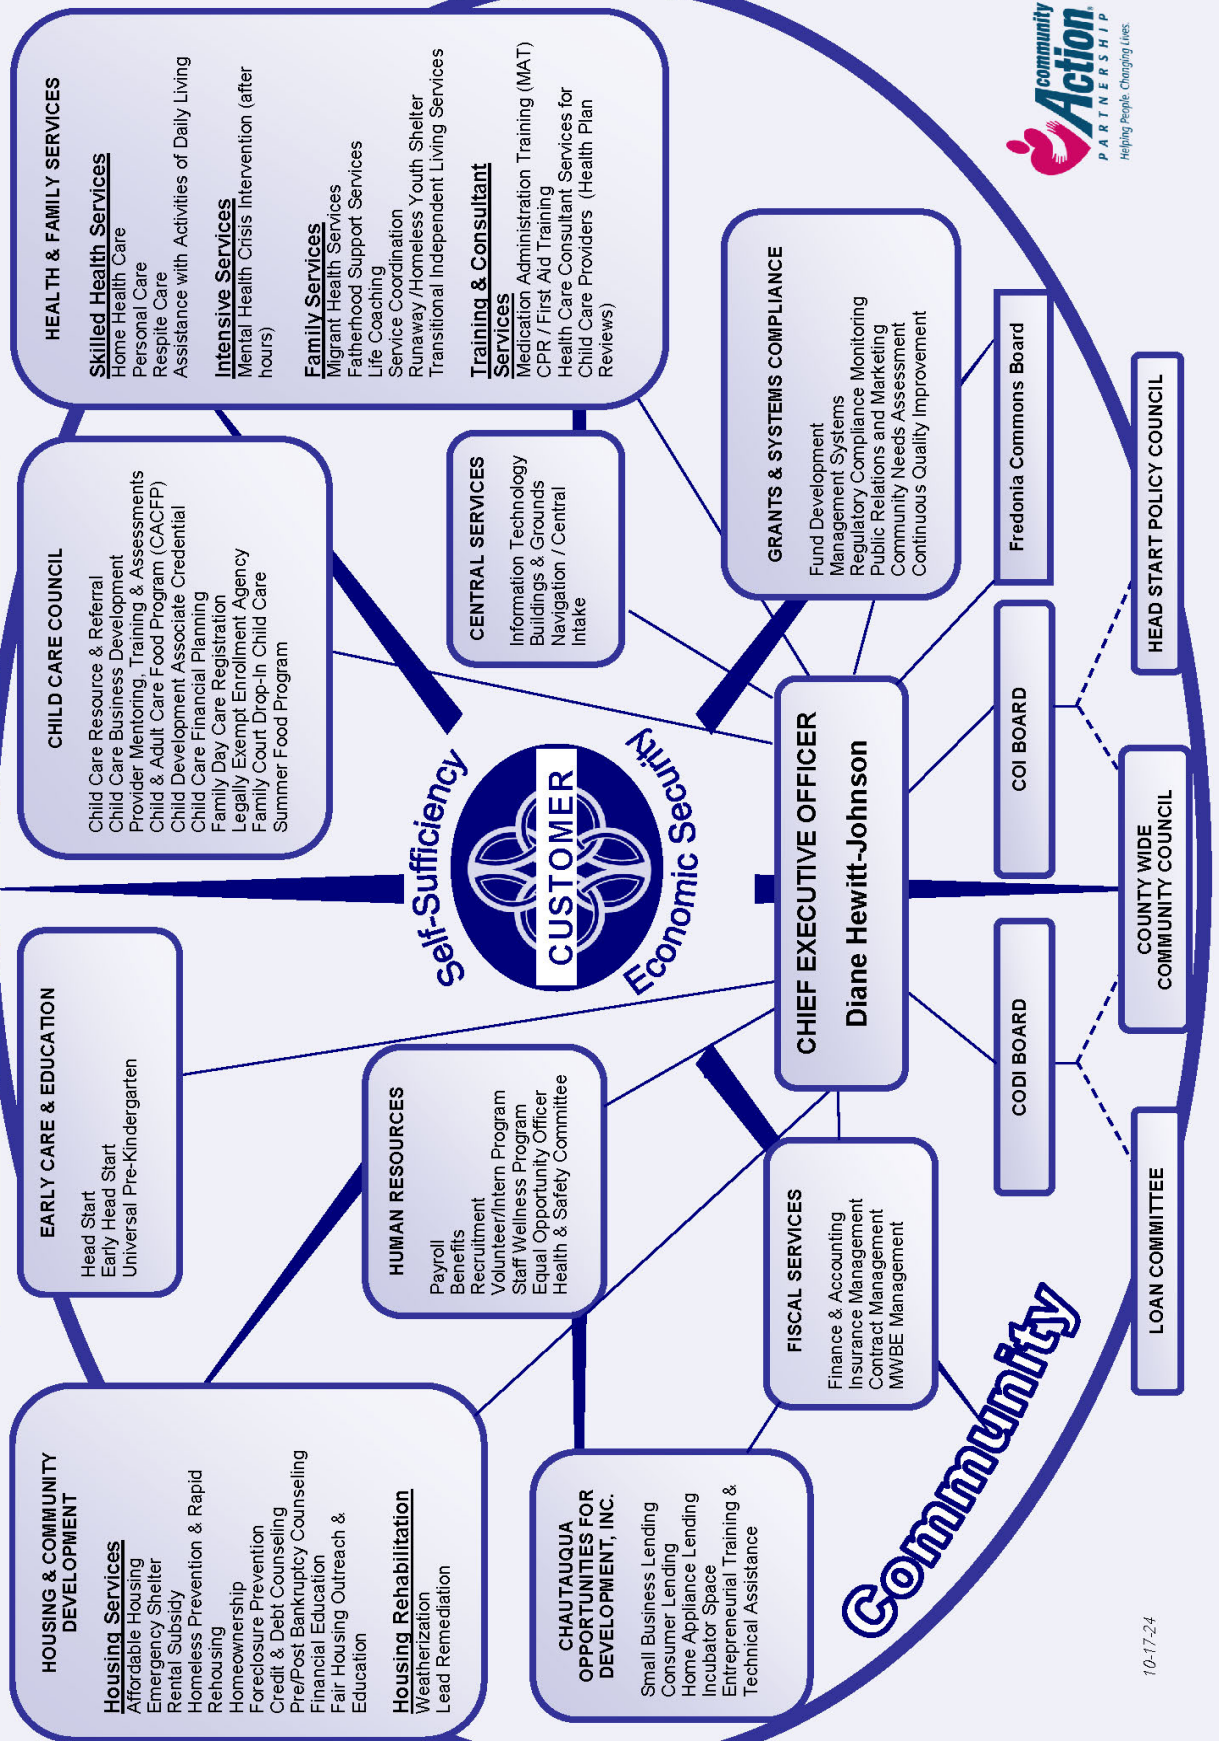 HOUSING & COMMUNITY
DEVELOPMENT
Housing Services
Affordable Housing
Emergency Shelter
Rental Subsidy
Homeless Prevention & Rapid
Rehousing
Homeownership
Foreclosure Prevention
Credit & Debt Counseling
Pre/Post Bankruptcy Counseling
Financial Education
Fair Housing Outreach &
Education
Housing Rehabilitation
Weatherization
Lead Remediation
EARLY CARE & EDUCATION
Head Start
Early Head Start
Universal Pre-Kindergarten
CHILD CARE COUNCIL
Child Care Resource & Referral
Child Care Business Development
Provider Mentoring, Training & Assessments
Child & Adult Care Food Program (CACFP)
Child Development Associate Credential
Child Care Financial Planning
Family Day Care Registration
Legally Exempt Enrollment Agency
Family Court Drop-In Child Care
Summer Food Program
HEALTH & FAMILY SERVICES
Skilled Health Services
Home Health Care
Personal Care
Respite Care
Assistance with Activities of Daily Living
Intensive Services
Mental Health Crisis Intervention (after
hours)
Family Services
Migrant Health Services
Fatherhood Support Services
Life Coaching
Service Coordination
Runaway /Homeless Youth Shelter
Transitional Independent Living Services
Training & Consultant
Services
Medication Administration Training (MAT)
CPR / First Aid Training
Health Care Consultant Services for
Child Care Providers (Health Plan
Reviews)
HUMAN RESOURCES
Payroll
Benefits
Recruitment
Volunteer/Intern Program
Staff Wellness Program
Equal Opportunity Officer
Health & Safety Committee
Self-Sufficiency
CUSTOMER
Economic Security
CENTRAL SERVICES
Information Technology
Buildings & Grounds
Navigation / Central
Intake
CHAUTAUQUA
OPPORTUNITIES FOR
DEVELOPMENT, INC.
Small Business Lending
Consumer Lending
Home Appliance Lending
Incubator Space
Entrepreneurial Training &
Technical Assistance
FISCAL SERVICES
Finance & Accounting
Insurance Management
Contract Management
MWBE Management
CHIEF EXECUTIVE OFFICER
Diane Hewitt-Johnson
GRANTS & SYSTEMS COMPLIANCE
Fund Development
Management Systems
Regulatory Compliance Monitoring
Public Relations and Marketing
Community Needs Assessment
Continuous Quality Improvement
Community
CODI BOARD
COI BOARD
Fredonia Commons Board
LOAN COMMITTEE
COUNTY WIDE
COMMUNITY COUNCIL
HEAD START POLICY COUNCIL
10-17-24
community
Action
PARTNERSHIP
Helping People. Changing Lives.